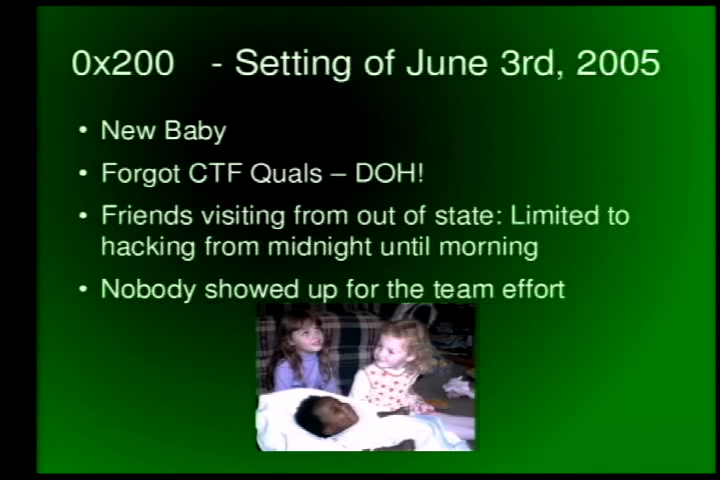 0x200 - Setting of June 3rd, 2005
• New Baby
• Forgot CTF Quals – DOH!
• Friends visiting from out of state: Limited to
hacking from midnight until morning
• Nobody showed up for the team effort